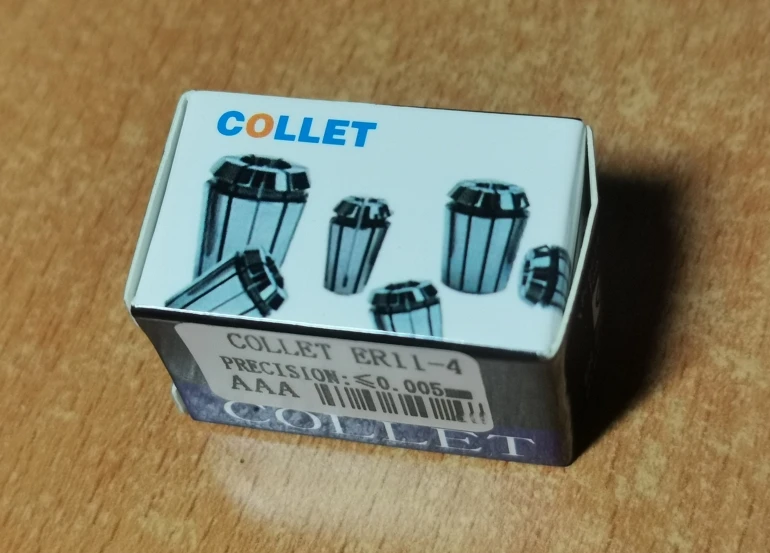 COLLET
COLLET ER11-4
PRECISION:≤0.005
AAA
COLLET